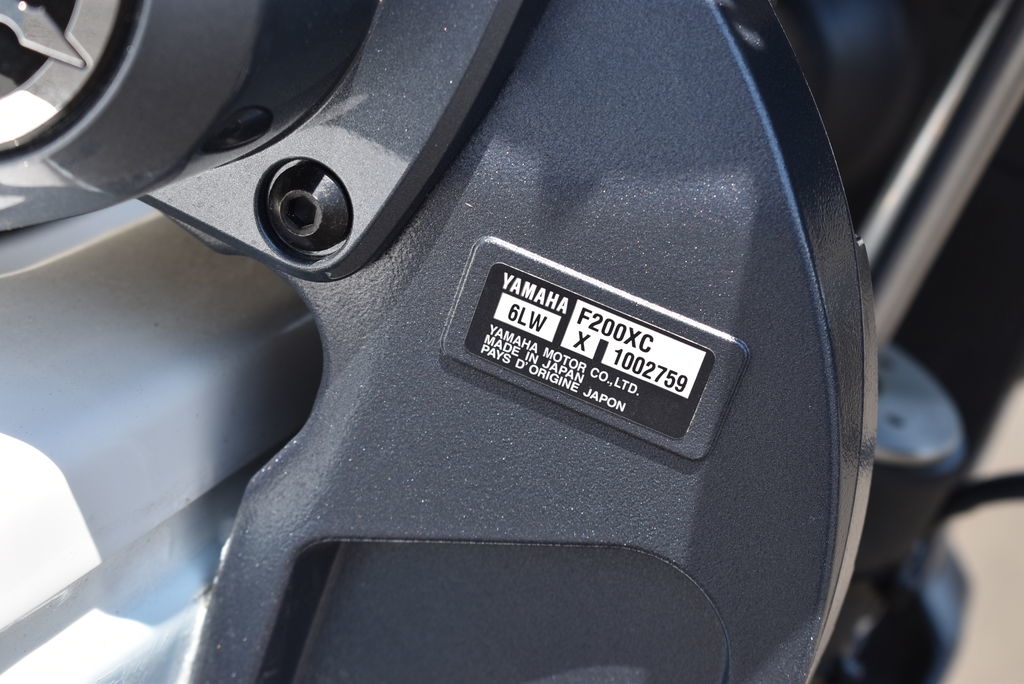 YAMAHA F200XC
6LW X 1002759
YAMAHA MOTOR CO.,LTD.
MADE IN JAPAN
PAYS D'ORIGINE JAPON